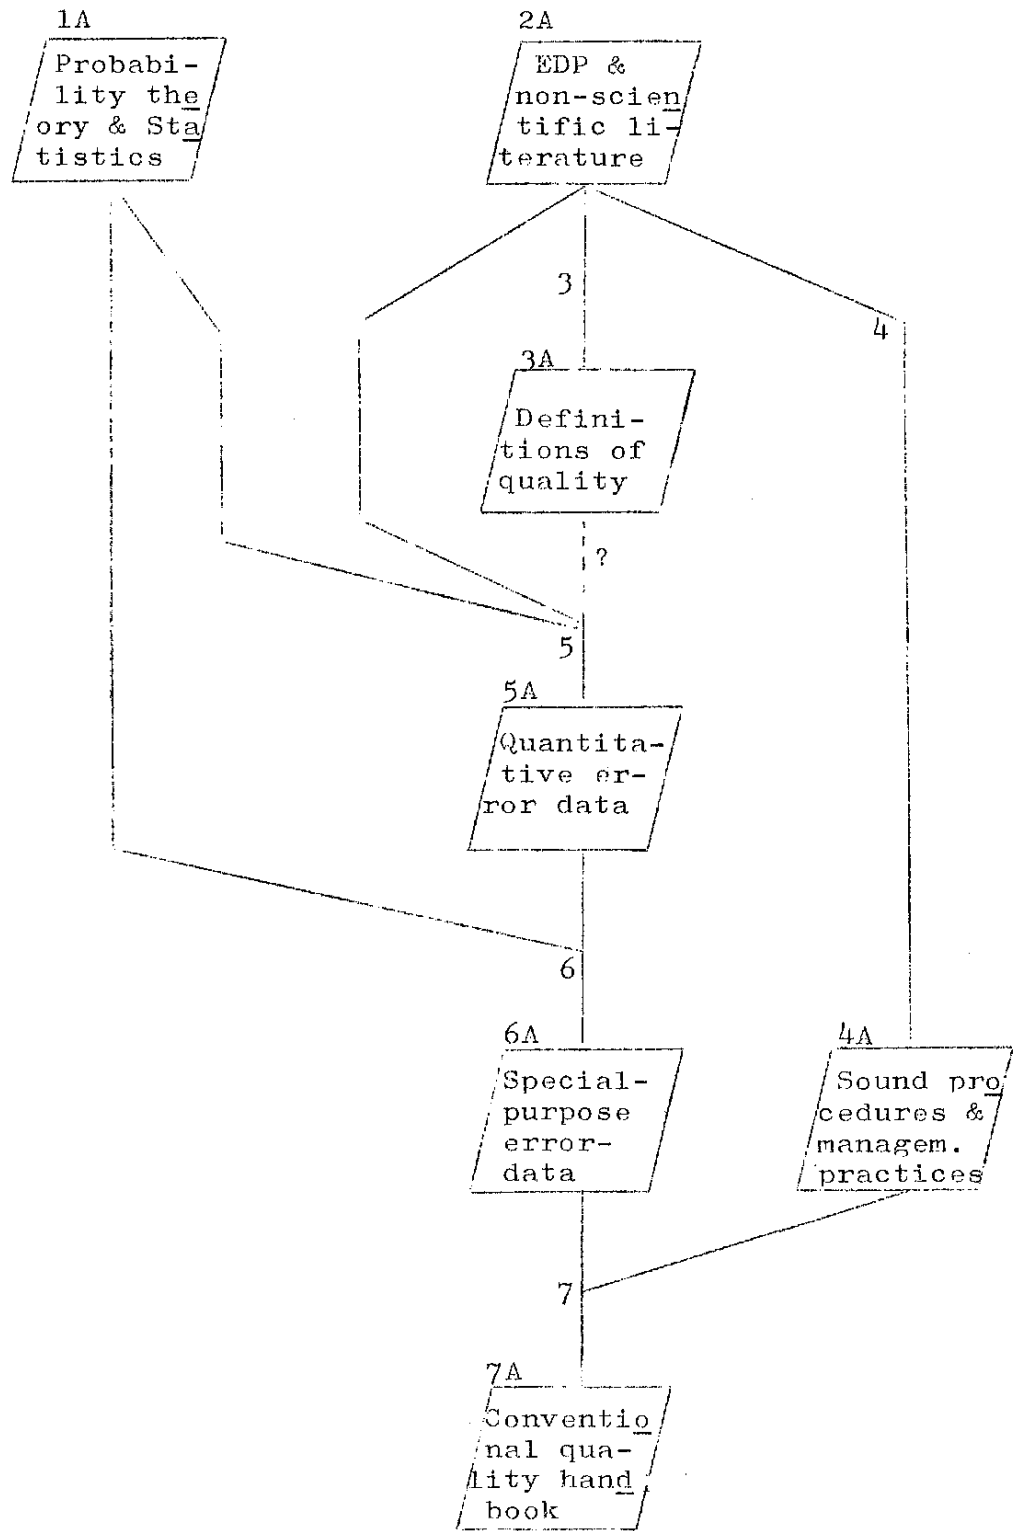 1A
Probabi-
lity the
ory & Sta
tistics
2A
EDP &
non-scien
tific li-
terature
3
4
3A
Defini-
tions of
quality
?
5
5A
Quantita-
tive er-
ror data
6
6A
Special-
purpose
error-
data
4A
Sound pro
cedures &
managem.
practices
7
7A
Conventio
nal qua-
lity hand
book